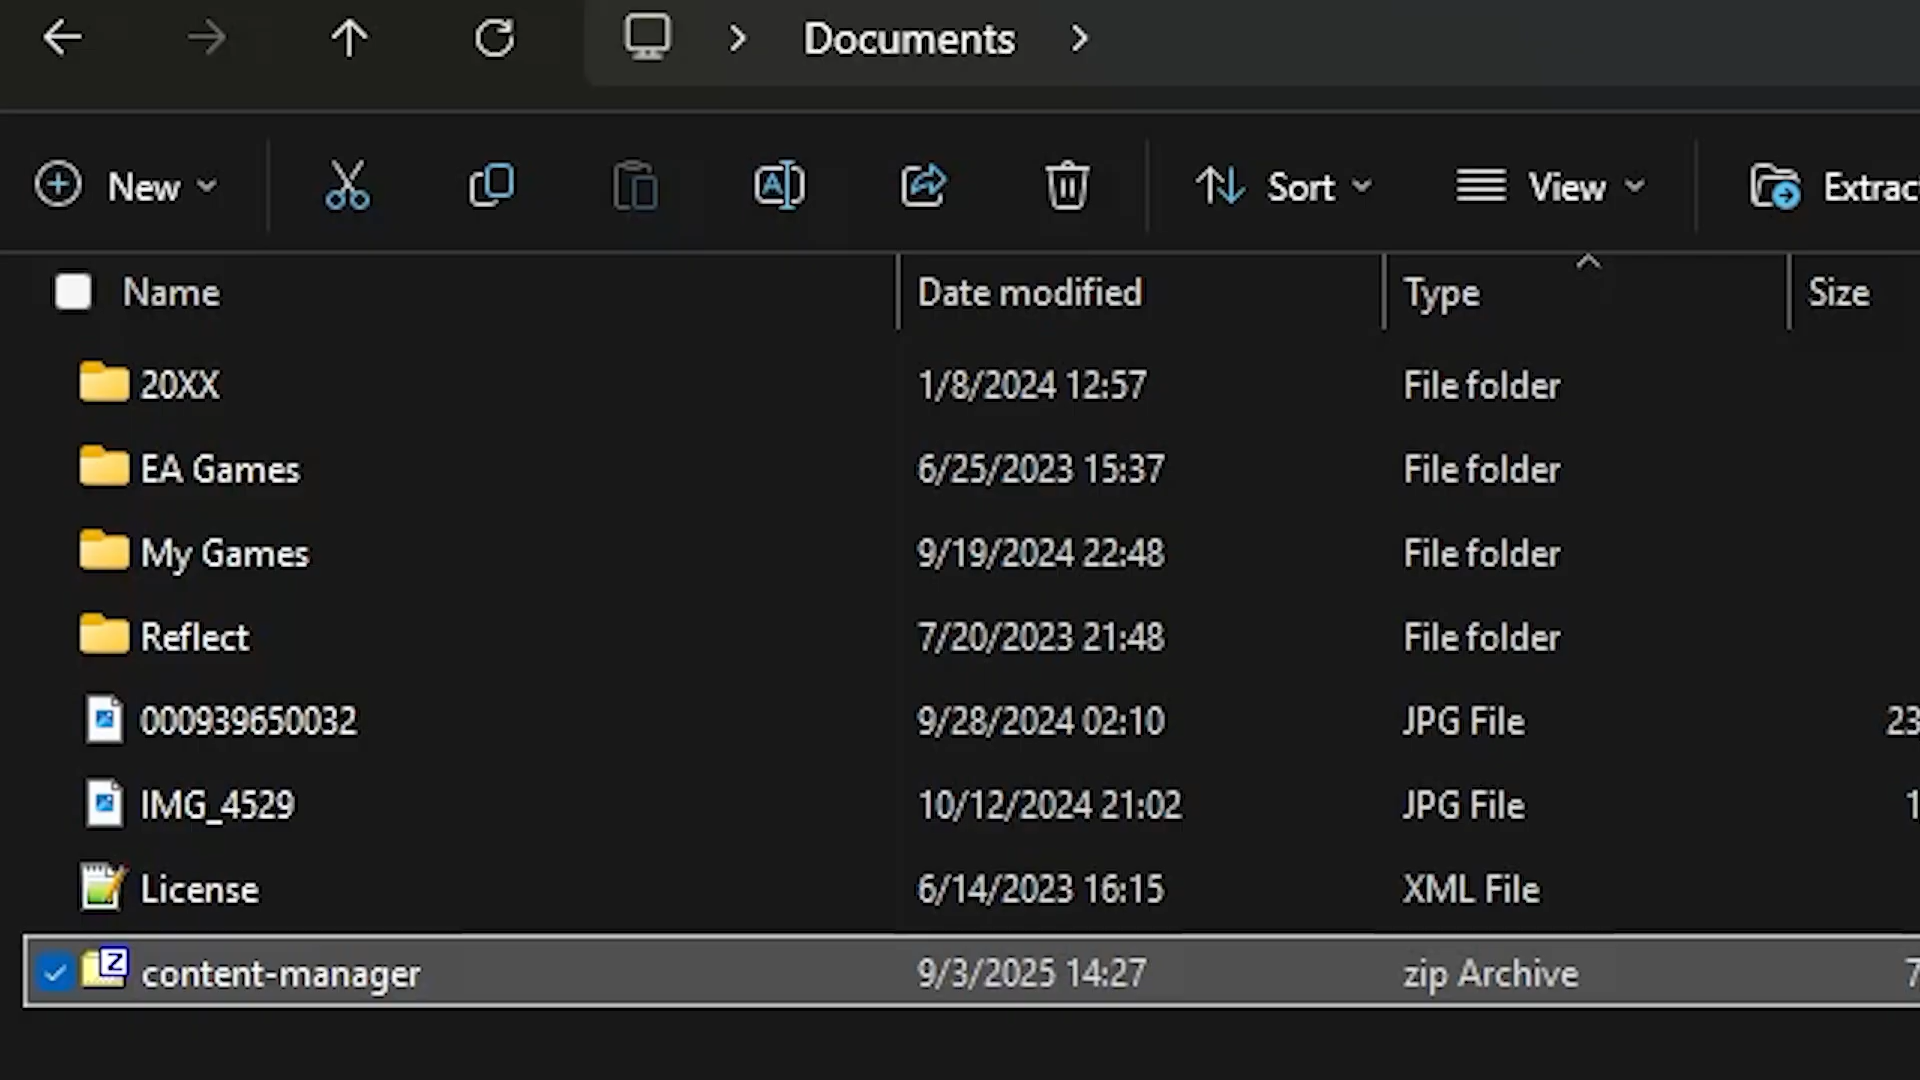 Documents
New Sort View Extract
Name Date modified Type Size
20XX 1/8/2024 12:57 File folder
EA Games 6/25/2023 15:37 File folder
My Games 9/19/2024 22:48 File folder
Reflect 7/20/2023 21:48 File folder
000939650032 9/28/2024 02:10 JPG File 23
IMG_4529 10/12/2024 21:02 JPG File 1
License 6/14/2023 16:15 XML File
content-manager 9/3/2025 14:27 zip Archive 7